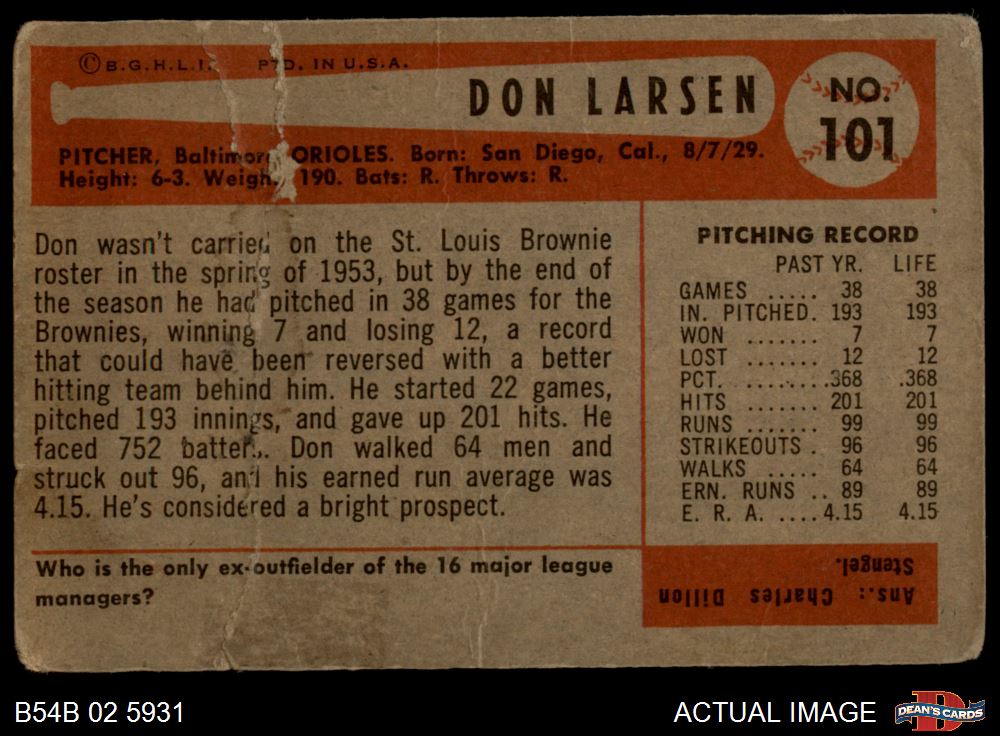 ©B.G.H.L.I. PTD. IN U.S.A.
DON LARSEN
NO.
101
PITCHER, Baltimore ORIOLES. Born: San Diego, Cal., 8/7/29.
Height: 6-3. Weight 190. Bats: R. Throws: R.
Don wasn't carried on the St. Louis Brownie
roster in the spring of 1953, but by the end of
the season he had pitched in 38 games for the
Brownies, winning 7 and losing 12, a record
that could have been reversed with a better
hitting team behind him. He started 22 games,
pitched 193 innings, and gave up 201 hits. He
faced 752 batters. Don walked 64 men and
struck out 96, and his earned run average was
4.15. He's considered a bright prospect.
PITCHING RECORD
PAST YR. LIFE
GAMES ..... 38 38
IN. PITCHED. 193 193
WON ....... 7 7
LOST ....... 12 12
PCT. ........ .368 .368
HITS ....... 201 201
RUNS ....... 99 99
STRIKEOUTS . 96 96
WALKS ..... 64 64
ERN. RUNS .. 89 89
E. R. A. .... 4.15 4.15
Who is the only ex-outfielder of the 16 major league
managers?
Ans.: Charles Dillon
Stengel.
B54B 02 5931
ACTUAL IMAGE
DEAN'S CARDS